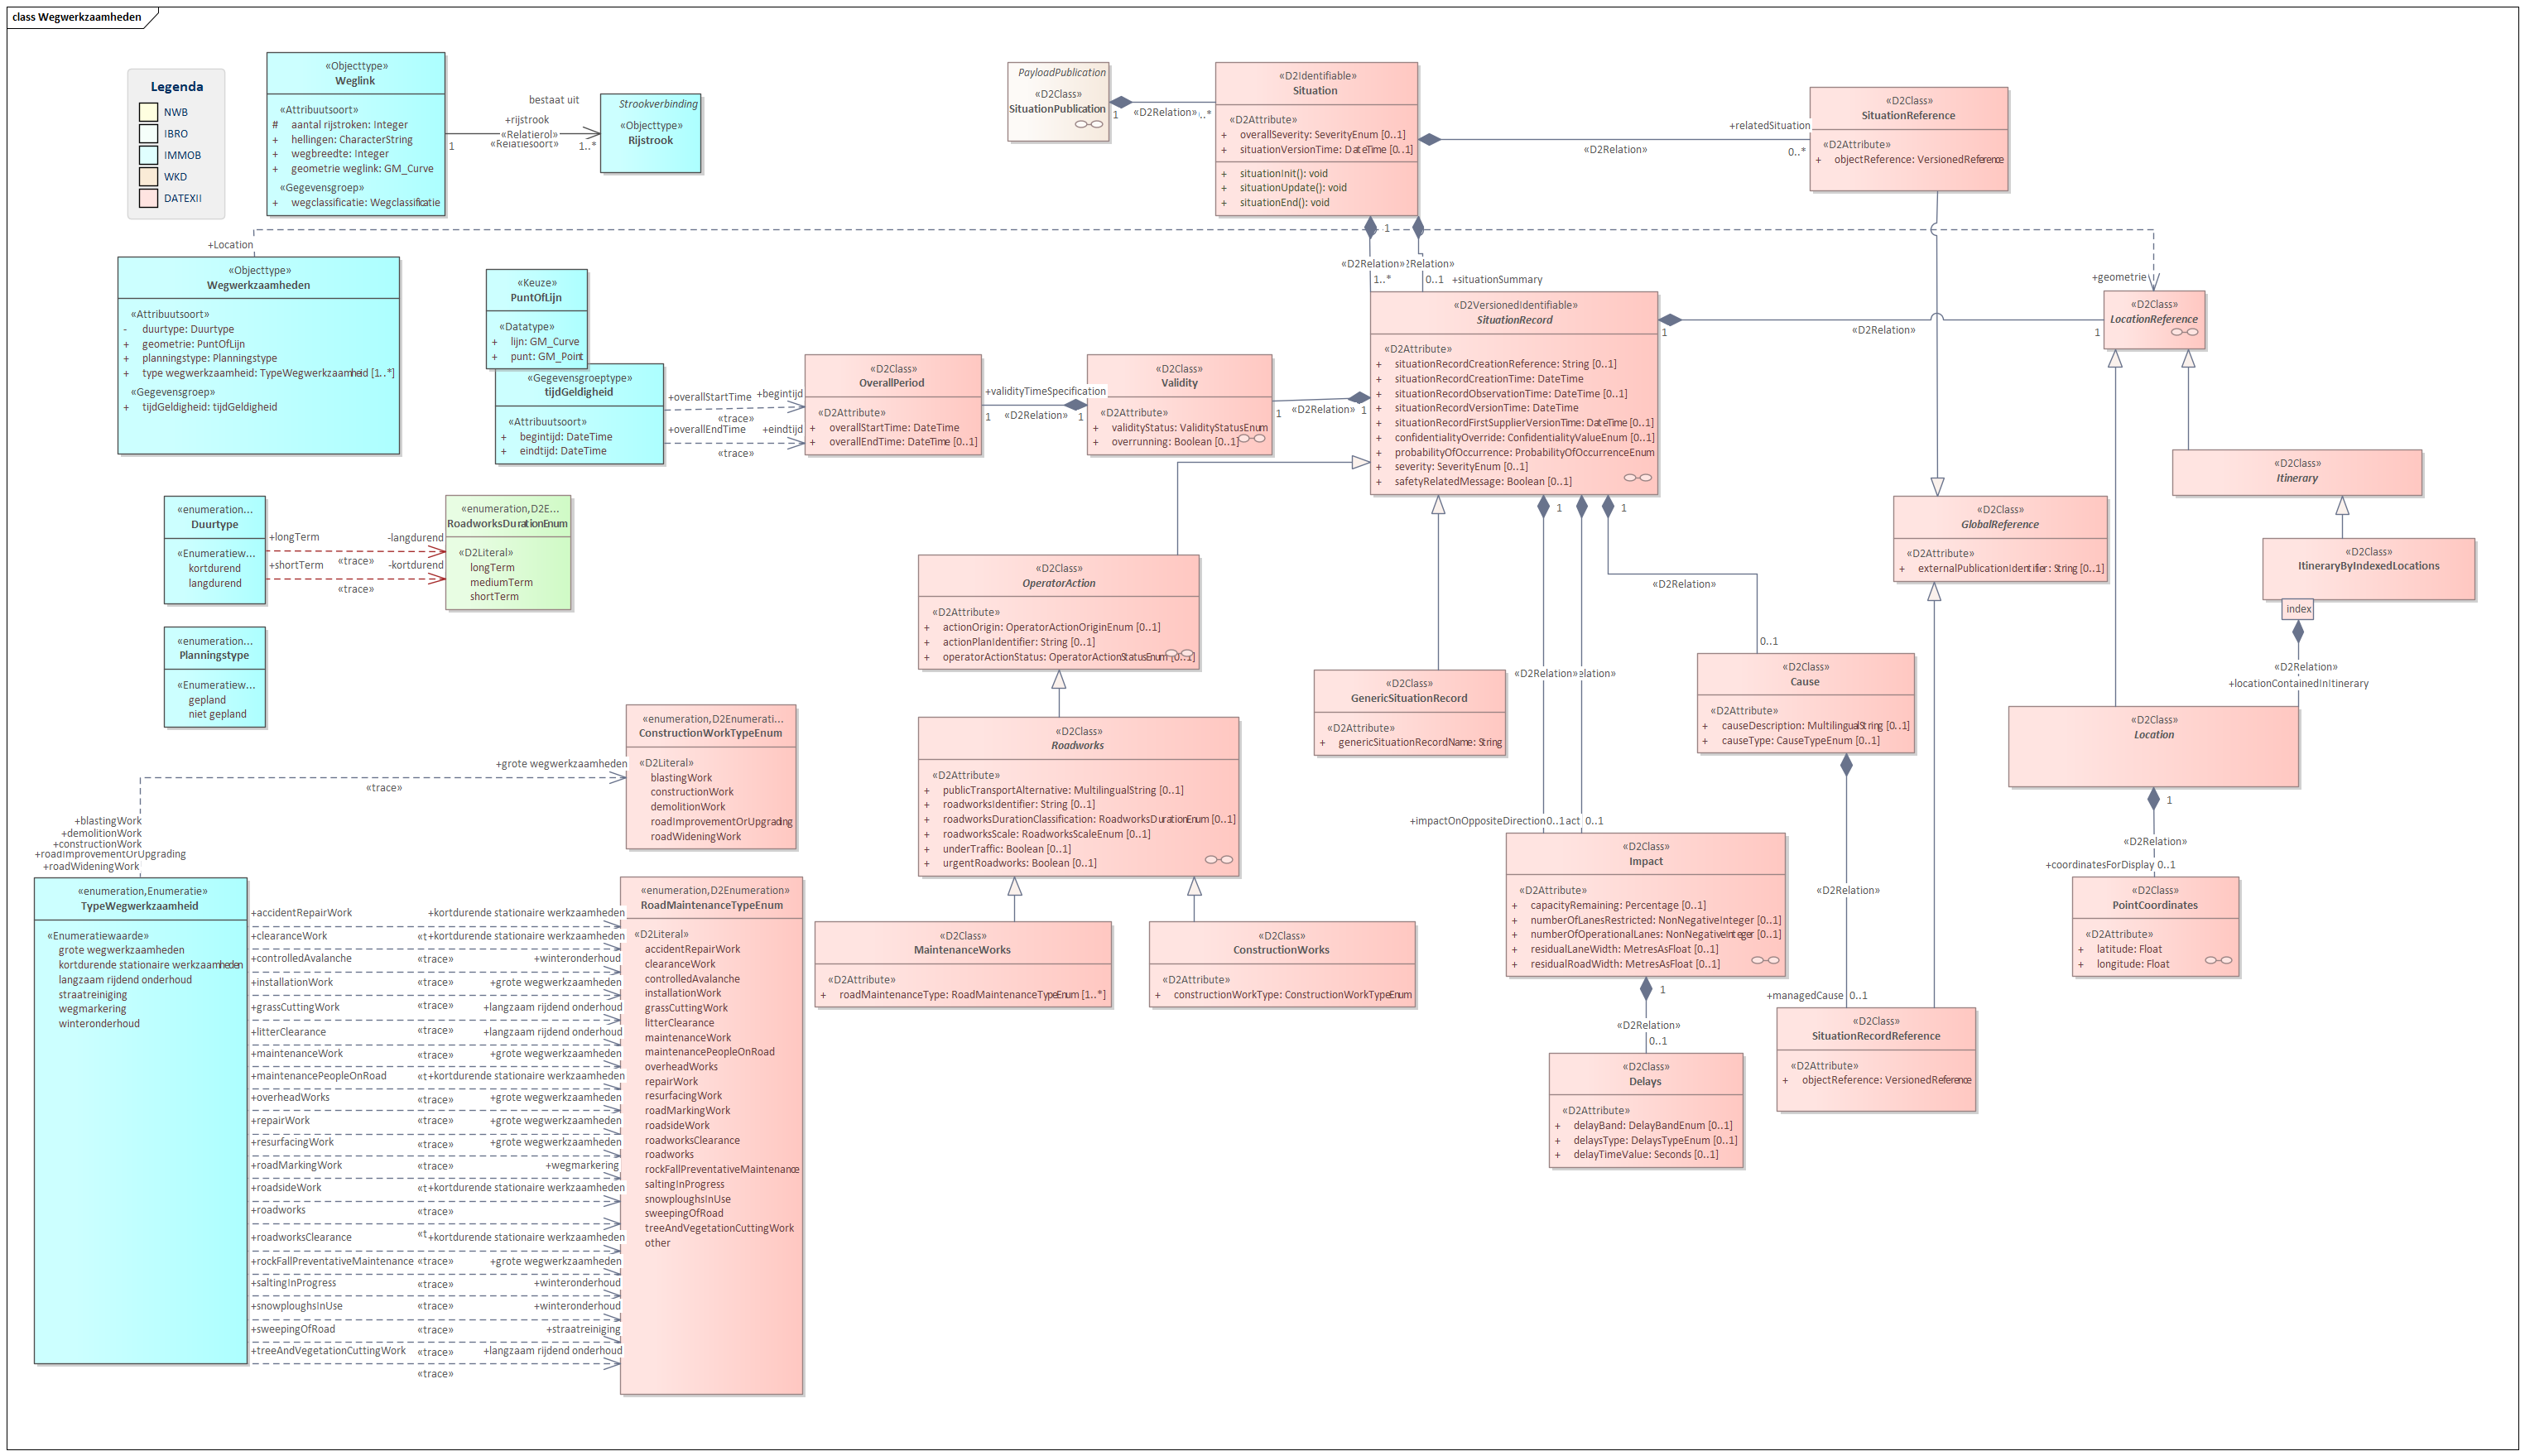 class Wegwerkzaamheden
Legenda
NWB
IBRO
IMMOB
WKD
DATEXII
«Objecttype»
Weglink
«Attribuutsoort»
# aantal rijstroken: Integer
+ hellingen: CharacterString
+ wegbreedte: Integer
+ geometrie weglink: GM_Curve
«Gegevensgroep»
+ wegclassificatie: Wegclassificatie
bestaat uit
+rijstrook
«Relatierol»
«Relatiesoort»
1
1..*
Strookverbinding
«Objecttype»
Rijstrook
PayloadPublication
«D2Class»
SituationPublication
1
«D2Relation»
«D2Identifiable»
Situation
«D2Attribute»
+ overallSeverity: SeverityEnum [0..1]
+ situationVersionTime: DateTime [0..1]
+ situationInit(): void
+ situationUpdate(): void
+ situationEnd(): void
+relatedSituation
«D2Relation»
0..*
«D2Class»
SituationReference
«D2Attribute»
+ objectReference: VersionedReference
+Location
1
«D2Relation»
1..*
0..1
+situationSummary
+geometrie
«Objecttype»
Wegwerkzaamheden
«Attribuutsoort»
- duurtype: Duurtype
+ geometrie: PuntOfLijn
+ planningstype: Planningstype
+ type wegwerkzaamheid: TypeWegwerkzaamheid [1..*]
«Gegevensgroep»
+ tijdGeldigheid: tijdGeldigheid
«Keuze»
PuntOfLijn
«Datatype»
+ lijn: GM_Curve
+ punt: GM_Point
«Gegevensgroeptype»
tijdGeldigheid
«Attribuutsoort»
+ begintijd: DateTime
+ eindtijd: DateTime
+overallStartTime
+begintijd
«trace»
+overallEndTime
+eindtijd
«trace»
«D2Class»
OverallPeriod
«D2Attribute»
+ overallStartTime: DateTime
+ overallEndTime: DateTime [0..1]
+validityTimeSpecification
1
«D2Relation»
1
«D2Class»
Validity
«D2Attribute»
+ validityStatus: ValidityStatusEnum
+ overrunning: Boolean [0..1]
1
«D2Relation»
1
«D2VersionedIdentifiable»
SituationRecord
«D2Attribute»
+ situationRecordCreationReference: String [0..1]
+ situationRecordCreationTime: DateTime
+ situationRecordObservationTime: DateTime [0..1]
+ situationRecordVersionTime: DateTime
+ situationRecordFirstSupplierVersionTime: DateTime [0..1]
+ confidentialityOverride: ConfidentialityValueEnum [0..1]
+ probabilityOfOccurrence: ProbabilityOfOccurrenceEnum
+ severity: SeverityEnum [0..1]
+ safetyRelatedMessage: Boolean [0..1]
1
«D2Relation»
1
«D2Class»
LocationReference
«D2Class»
Itinerary
«D2Class»
GlobalReference
«D2Attribute»
+ externalPublicationIdentifier: String [0..1]
«D2Class»
ItineraryByIndexedLocations
index
«D2Relation»
+locationContainedInItinerary
«enumeration...
Duurtype
«Enumeratiew...
kortdurend
langdurend
+longTerm
-langdurend
«trace»
+shortTerm
-kortdurend
«trace»
«enumeration,D2E...
RoadworksDurationEnum
«D2Literal»
longTerm
mediumTerm
shortTerm
«enumeration...
Planningstype
«Enumeratiew...
gepland
niet gepland
«D2Class»
OperatorAction
«D2Attribute»
+ actionOrigin: OperatorActionOriginEnum [0..1]
+ actionPlanIdentifier: String [0..1]
+ operatorActionStatus: OperatorActionStatusEnum [0..1]
1
1
«D2Relation»
0..1
«D2Relation»
«D2Class»
GenericSituationRecord
«D2Attribute»
+ genericSituationRecordName: String
«D2Class»
Cause
«D2Attribute»
+ causeDescription: MultilingualString [0..1]
+ causeType: CauseTypeEnum [0..1]
«D2Class»
Location
1
«D2Relation»
+coordinatesForDisplay 0..1
«D2Class»
PointCoordinates
«D2Attribute»
+ latitude: Float
+ longitude: Float
«enumeration,D2Enumerati...
ConstructionWorkTypeEnum
«D2Literal»
blastingWork
constructionWork
demolitionWork
roadImprovementOrUpgrading
roadWideningWork
+grote wegwerkzaamheden
«trace»
+blastingWork
+demolitionWork
+constructionWork
+roadImprovementOrUpgrading
+roadWideningWork
«D2Class»
Roadworks
«D2Attribute»
+ publicTransportAlternative: MultilingualString [0..1]
+ roadworksIdentifier: String [0..1]
+ roadworksDurationClassification: RoadworksDurationEnum [0..1]
+ roadworksScale: RoadworksScaleEnum [0..1]
+ underTraffic: Boolean [0..1]
+ urgentRoadworks: Boolean [0..1]
+impactOnOppositeDirection 0..1
0..1
«D2Class»
Impact
«D2Attribute»
+ capacityRemaining: Percentage [0..1]
+ numberOfLanesRestricted: NonNegativeInteger [0..1]
+ numberOfOperationalLanes: NonNegativeInteger [0..1]
+ residualLaneWidth: MetresAsFloat [0..1]
+ residualRoadWidth: MetresAsFloat [0..1]
«D2Relation»
+managedCause 0..1
«D2Class»
MaintenanceWorks
«D2Attribute»
+ roadMaintenanceType: RoadMaintenanceTypeEnum [1..*]
«D2Class»
ConstructionWorks
«D2Attribute»
+ constructionWorkType: ConstructionWorkTypeEnum
1
«D2Relation»
0..1
«D2Class»
Delays
«D2Attribute»
+ delayBand: DelayBandEnum [0..1]
+ delaysType: DelaysTypeEnum [0..1]
+ delayTimeValue: Seconds [0..1]
«D2Class»
SituationRecordReference
«D2Attribute»
+ objectReference: VersionedReference
«enumeration,Enumeratie»
TypeWegwerkzaamheid
«Enumeratiewaarde»
grote wegwerkzaamheden
kortdurende stationaire werkzaamheden
langzaam rijdend onderhoud
straatreiniging
wegmarkering
winteronderhoud
+accidentRepairWork +kortdurende stationaire werkzaamheden
+clearanceWork +kortdurende stationaire werkzaamheden
+controlledAvalanche «trace» +winteronderhoud
+installationWork «trace» +grote wegwerkzaamheden
+grassCuttingWork «trace» +langzaam rijdend onderhoud
+litterClearance «trace» +langzaam rijdend onderhoud
+maintenanceWork «trace» +grote wegwerkzaamheden
+maintenancePeopleOnRoad +kortdurende stationaire werkzaamheden
+overheadWorks «trace» +grote wegwerkzaamheden
+repairWork «trace» +grote wegwerkzaamheden
+resurfacingWork «trace» +grote wegwerkzaamheden
+roadMarkingWork «trace» +wegmarkering
+roadsideWork +kortdurende stationaire werkzaamheden
+roadworks «trace»
+roadworksClearance +kortdurende stationaire werkzaamheden
+rockFallPreventativeMaintenance «trace» +grote wegwerkzaamheden
+saltingInProgress «trace» +winteronderhoud
+snowploughsInUse «trace» +winteronderhoud
+sweepingOfRoad «trace» +straatreiniging
+treeAndVegetationCuttingWork «trace» +langzaam rijdend onderhoud
«trace»
«enumeration,D2Enumeration»
RoadMaintenanceTypeEnum
«D2Literal»
accidentRepairWork
clearanceWork
controlledAvalanche
installationWork
grassCuttingWork
litterClearance
maintenanceWork
maintenancePeopleOnRoad
overheadWorks
repairWork
resurfacingWork
roadMarkingWork
roadsideWork
roadworksClearance
roadworks
rockFallPreventativeMaintenance
saltingInProgress
snowploughsInUse
sweepingOfRoad
treeAndVegetationCuttingWork
other